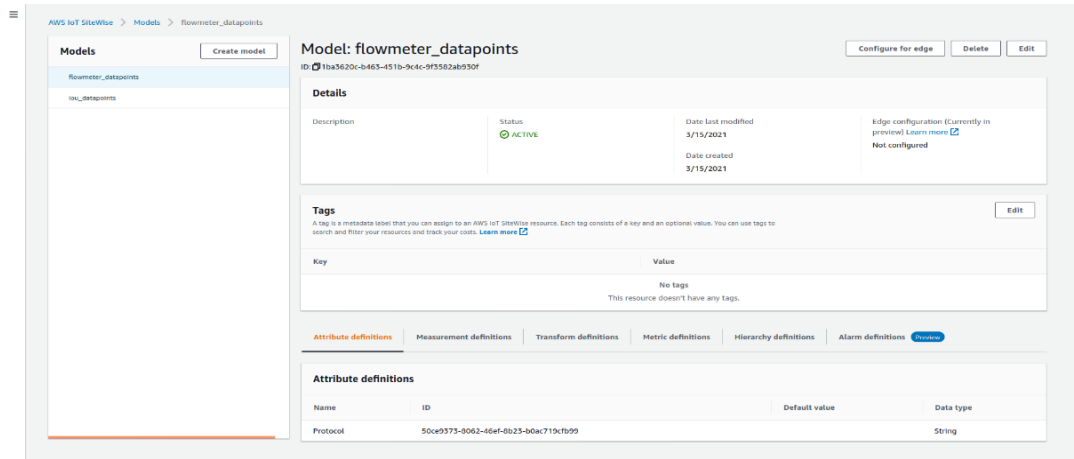 AWS IoT SiteWise > Models > flowmeter_datapoints
Models
Create model
flowmeter_datapoints
iou_datapoints
Model: flowmeter_datapoints
Configure for edge
Delete
Edit
ID: 1ba3620c-b463-451b-9c4c-9f3582ab930f
Details
Description
Status
ACTIVE
Date last modified
3/15/2021
Date created
3/15/2021
Edge configuration (Currently in
preview) Learn more
Not configured
Tags
Edit
A tag is a metadata label that you can assign to an AWS IoT SiteWise resource. Each tag consists of a key and an optional value. You can use tags to
search and filter your resources and track your costs. Learn more
Key
Value
No tags
This resource doesn't have any tags.
Attribute definitions
Measurement definitions
Transform definitions
Metric definitions
Hierarchy definitions
Alarm definitions
Preview
Attribute definitions
Name
ID
Default value
Data type
Protocol
50ce9373-8062-46ef-8b23-b0ac719cfb99
String